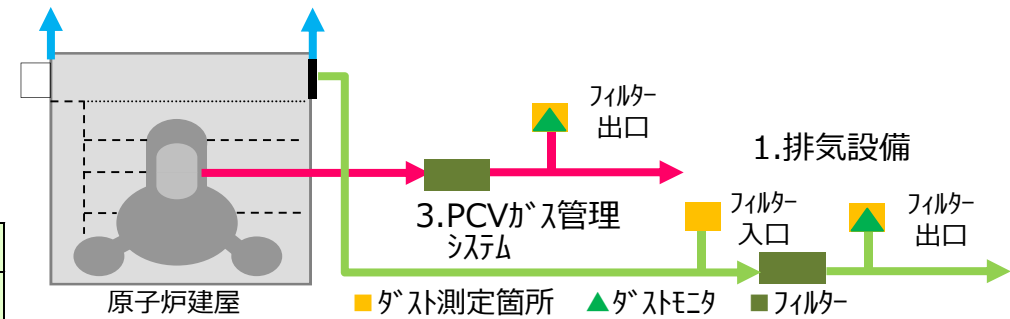 ﾌｨﾙﾀｰ
出口
1.排気設備
3.PCVｶﾞｽ管理
ｼｽﾃﾑ
ﾌｨﾙﾀｰ
入口
ﾌｨﾙﾀｰ
出口
原子炉建屋
■ﾀﾞｽﾄ測定箇所 ▲ﾀﾞｽﾄﾓﾆﾀ ■ﾌｨﾙﾀｰ